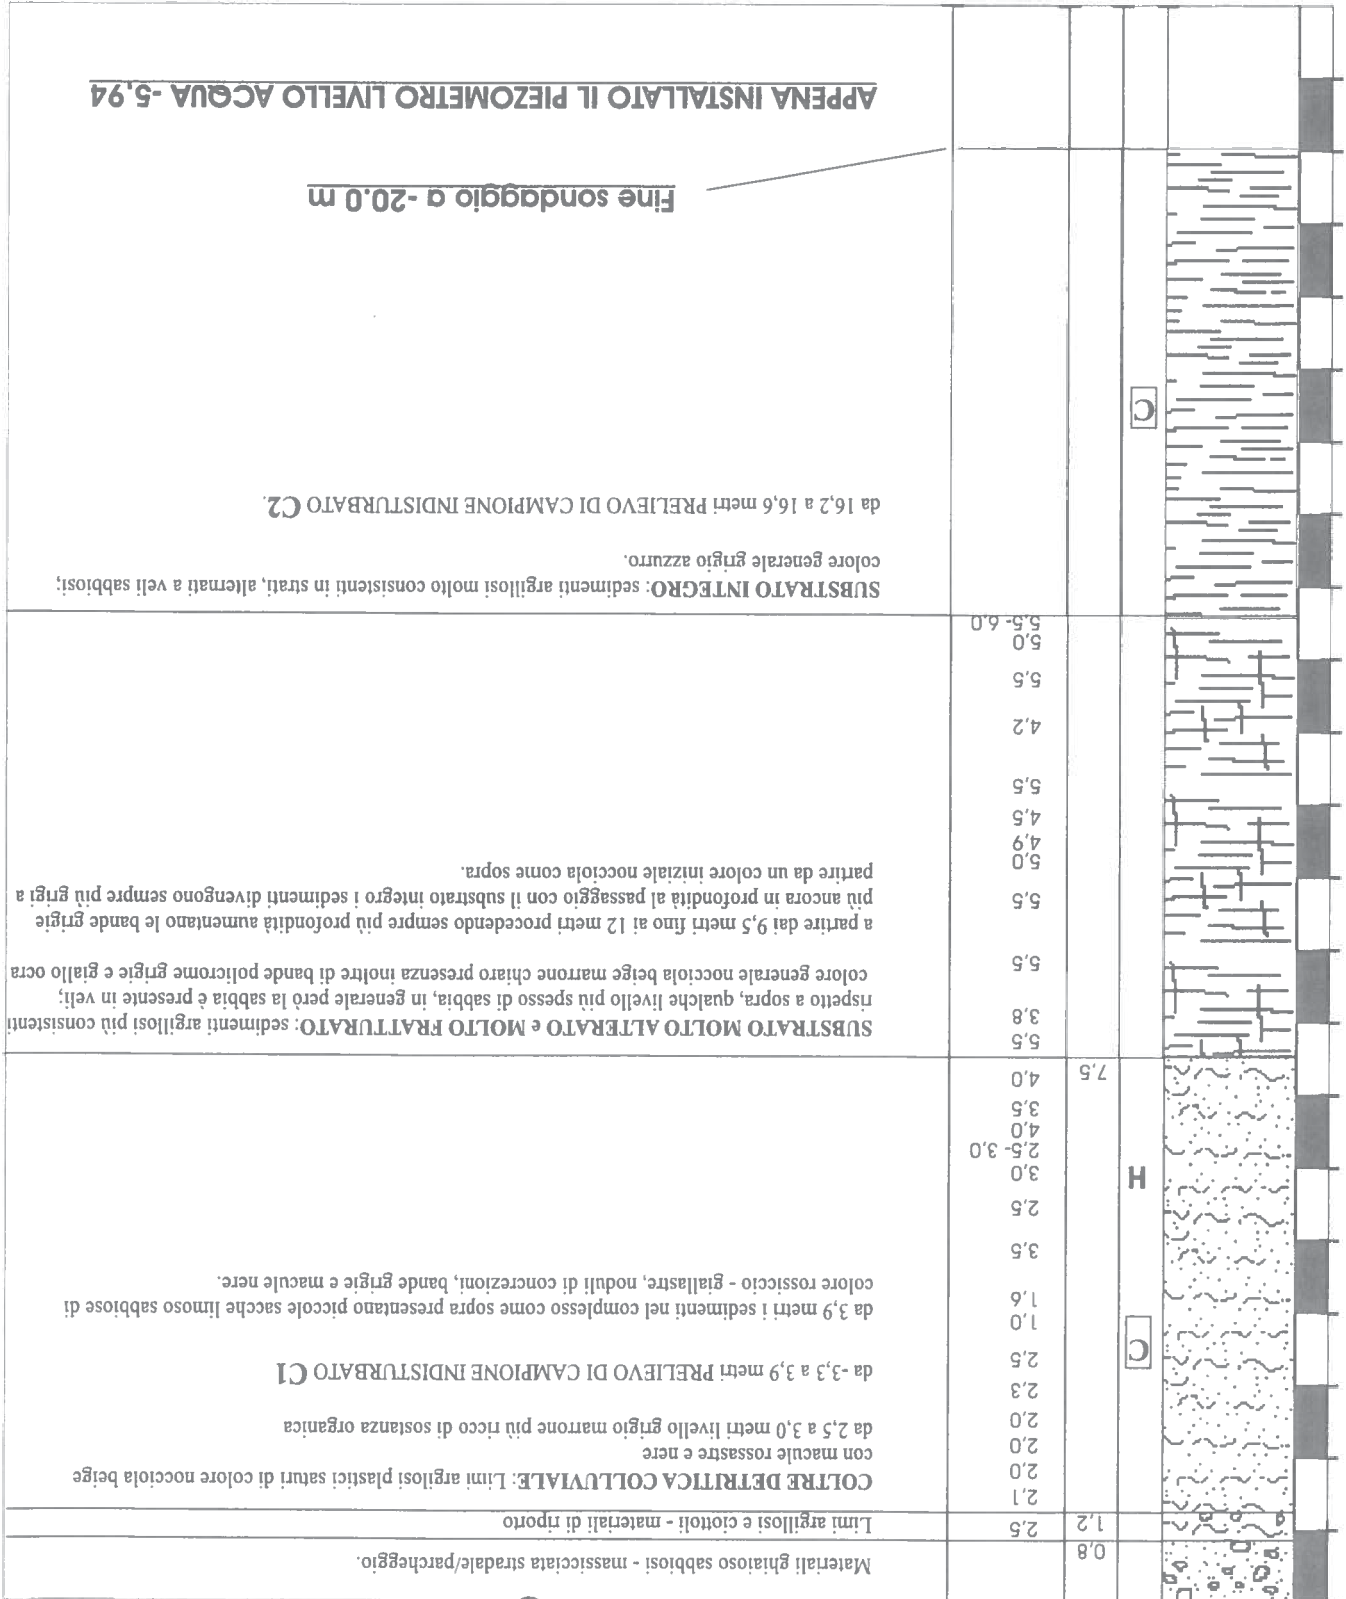 Materiali ghiaioso sabbiosi - massicciata stradale/parcheggio.
0,8
Limi argillosi e ciottoli - materiali di riporto
1,2
2,5
COLTRE DETRITICA COLLUVIALE: Limi argilosi plastici saturi di colore nocciola beige
con macule rossastre e nere
da 2,5 a 3,0 metri livello grigio marrone più ricco di sostanza organica
da -3,3 a 3,9 metri PRELIEVO DI CAMPIONE INDISTURBATO C1
da 3,9 metri i sedimenti nel complesso come sopra presentano piccole sacche limoso sabbiose di
colore rossiccio - giallastre, noduli di concrezioni, bande grigie e macule nere.
C
H
7,5
2,1
2,0
2,0
2,0
2,3
2,5
1,0
1,6
3,5
2,5
3,0
2,5- 3,0
4,0
3,5
4,0
SUBSTRATO MOLTO ALTERATO e MOLTO FRATTURATO: sedimenti argillosi più consistenti
rispetto a sopra, qualche livello più spesso di sabbia, in generale però la sabbia è presente in veli;
colore generale nocciola beige marrone chiaro presenza inoltre di bande policrome grigie e giallo ocra
a partire dai 9,5 metri fino ai 12 metri procedendo sempre più profondità aumentano le bande grigie
più ancora in profondità al passaggio con il substrato integro i sedimenti divengono sempre più grigi a
partire da un colore iniziale nocciola come sopra.
5,5
3,8
5,5
5,5
5,0
4,9
4,5
5,5
4,2
5,5
5,0
5,5- 6,0
SUBSTRATO INTEGRO: sedimenti argillosi molto consistenti in strati, alternati a veli sabbiosi;
colore generale grigio azzurro.
da 16,2 a 16,6 metri PRELIEVO DI CAMPIONE INDISTURBATO C2.
C
Fine sondaggio a -20.0 m
APPENA INSTALLATO IL PIEZOMETRO LIVELLO ACQUA -5,94